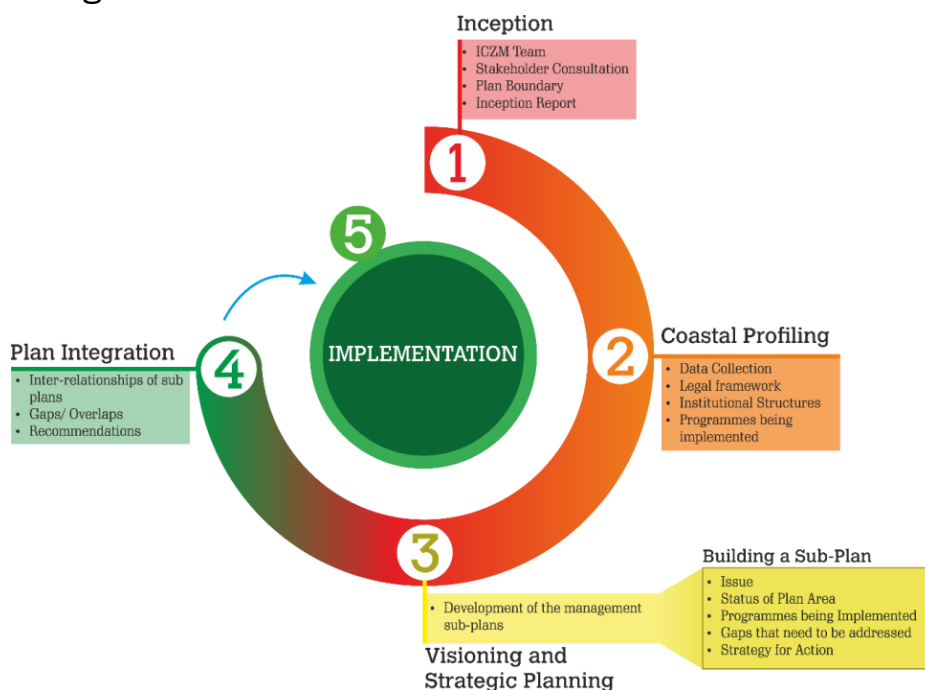 Inception
• ICZM Team
• Stakeholder Consultation
• Plan Boundary
• Inception Report
1
5
IMPLEMENTATION
2
Coastal Profiling
• Data Collection
• Legal framework
• Institutional Structures
• Programmes being
implemented
Plan Integration
4
• Inter-relationships of sub
plans
• Gaps/ Overlaps
• Recommendations
3
• Development of the management
sub-plans
Visioning and
Strategic Planning
Building a Sub-Plan
• Issue
• Status of Plan Area
• Programmes being Implemented
• Gaps that need to be addressed
• Strategy for Action